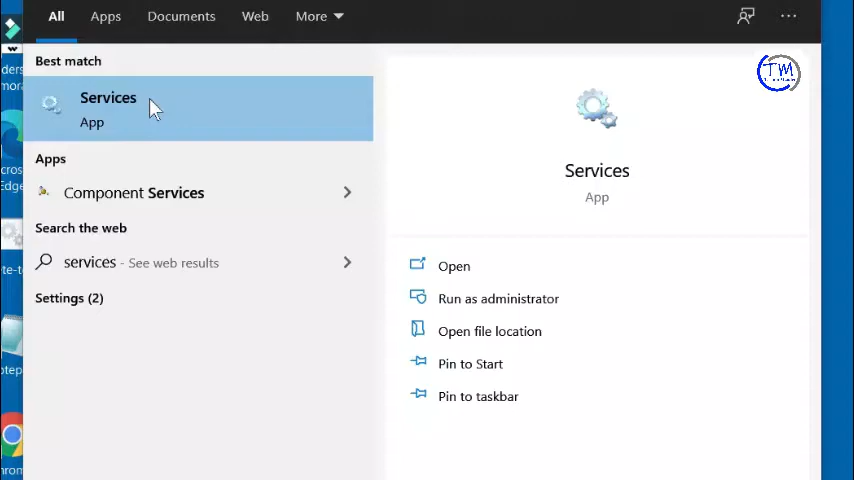 All Apps Documents Web More
Best match
Services
App
Apps
Component Services
Search the web
services - See web results
Settings (2)
TM
Services
App
Open
Run as administrator
Open file location
Pin to Start
Pin to taskbar